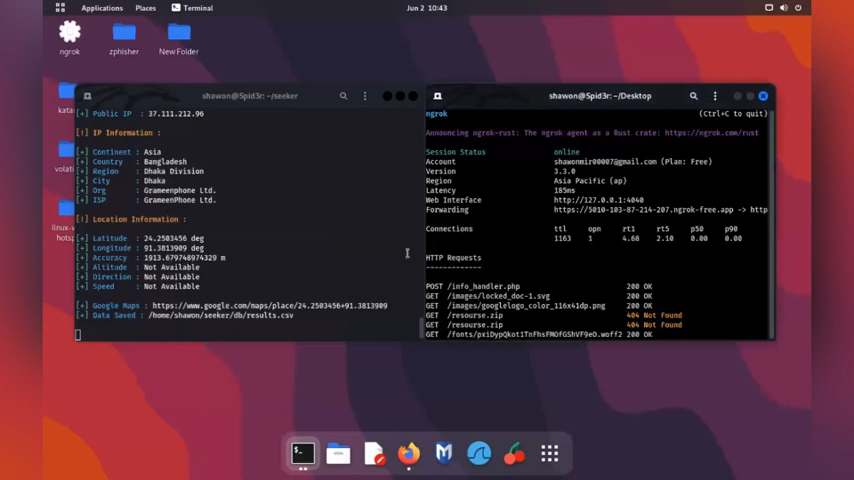 Applications Places Terminal Jun 2 10:43
ngrok zphisher New Folder
shawon@Spid3r: ~/seeker
[+] Public IP : 37.111.212.96
[!] IP Information :
[+] Continent : Asia
[+] Country : Bangladesh
[+] Region : Dhaka Division
[+] City : Dhaka
[+] Org : GrameenPhone Ltd.
[+] ISP : GrameenPhone Ltd.
[!] Location Information :
[+] Latitude : 24.2503456 deg
[+] Longitude : 91.3813909 deg
[+] Accuracy : 1913.679748974329 m
[+] Altitude : Not Available
[+] Direction : Not Available
[+] Speed : Not Available
[+] Google Maps : https://www.google.com/maps/place/24.2503456+91.3813909
[+] Data Saved : /home/shawon/seeker/db/results.csv
shawon@Spid3r: ~/Desktop
ngrok (Ctrl+C to quit)
Announcing ngrok-rust: The ngrok agent as a Rust crate: https://ngrok.com/rust
Session Status online
Account shawonmir00007@gmail.com (Plan: Free)
Version 3.3.0
Region Asia Pacific (ap)
Latency 185ms
Web Interface http://127.0.0.1:4040
Forwarding https://5010-103-87-214-207.ngrok-free.app -> http
Connections ttl opn rt1 rt5 p50 p90
1163 1 4.68 2.10 0.00 0.00
HTTP Requests
-------------
POST /info_handler.php 200 OK
GET /images/locked_doc-1.svg 200 OK
GET /images/googlelogo_color_116x41dp.png 200 OK
GET /resourse.zip 404 Not Found
GET /resourse.zip 404 Not Found
GET 200 OK